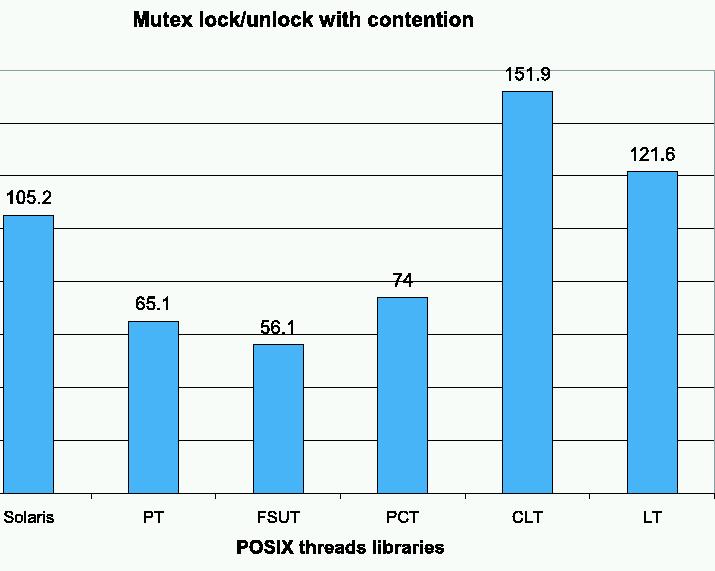 Mutex lock/unlock with contention
151.9
121.6
105.2
74
65.1
56.1
Solaris PT FSUT PCT CLT LT
POSIX threads libraries